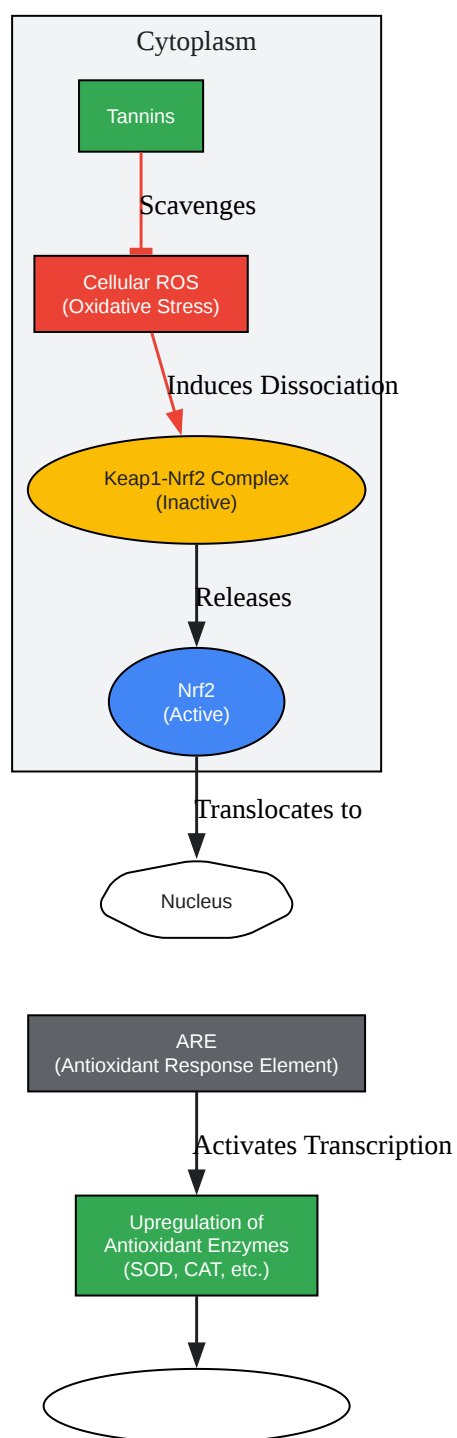 Cytoplasm
Tannins
Scavenges
Cellular ROS
(Oxidative Stress)
Induces Dissociation
Keap1-Nrf2 Complex
(Inactive)
Releases
Nrf2
(Active)
Translocates to
Nucleus
ARE
(Antioxidant Response Element)
Activates Transcription
Upregulation of
Antioxidant Enzymes
(SOD, CAT, etc.)